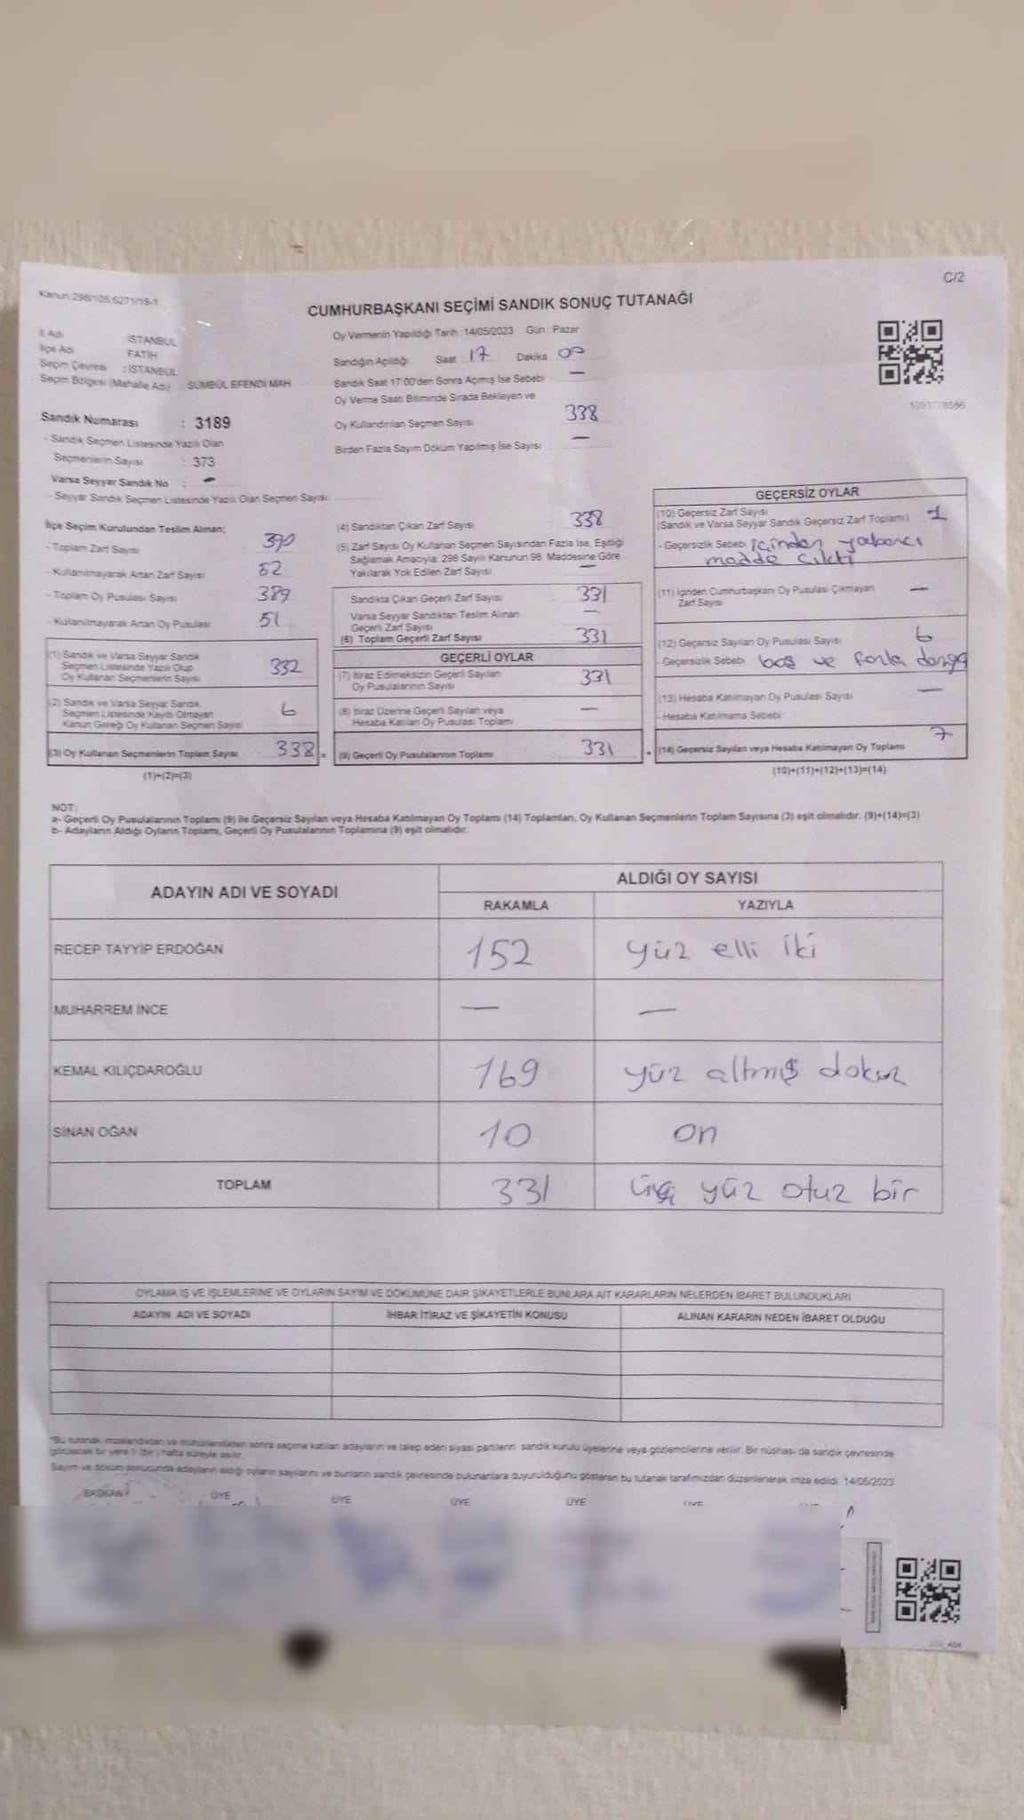 C/2
Kanun 298/105,6271/18-1
CUMHURBAŞKANI SEÇİMİ SANDIK SONUÇ TUTANAĞI
İl Adı İSTANBUL
İlçe Adı FATİH
Seçim Çevresi : İSTANBUL
Seçim Bölgesi (Mahalle Adı) SÜMBÜL EFENDİ MAH
Sandık Numarası : 3189
- Sandık Seçmen Listesinde Yazılı Olan
Seçmenlerin Sayısı : 373
Varsa Seyyar Sandık No : -
- Seyyar Sandık Seçmen Listesinde Yazılı Olan Seçmen Sayısı
Oy Vermenin Yapıldığı Tarih :14/05/2023 Gün : Pazar
Sandığın Açıldığı Saat 17 Dakika 00
Sandık Saat 17:00'den Sonra Açılmış İse Sebebi —
Oy Verme Saati Bitiminde Sırada Bekleyen ve
Oy Kullandırılan Seçmen Sayısı 338
Birden Fazla Sayım Döküm Yapılmış İse Sayısı —
İlçe Seçim Kurulundan Teslim Alınan;
- Toplam Zarf Sayısı 390
- Kullanılmayarak Artan Zarf Sayısı 52
- Toplam Oy Pusulası Sayısı 389
- Kullanılmayarak Artan Oy Pusulası 51
(1) Sandık ve Varsa Seyyar Sandık
Seçmen Listesinde Yazılı Olup
Oy Kullanan Seçmenlerin Sayısı 332
(2) Sandık ve Varsa Seyyar Sandık
Seçmen Listesinde Kaydı Olmayan
Kanun Gereği Oy Kullanan Seçmen Sayısı 6
(3) Oy Kullanan Seçmenlerin Toplam Sayısı 338 =
(1)+(2)=(3)
(4) Sandıktan Çıkan Zarf Sayısı 338
(5) Zarf Sayısı Oy Kullanan Seçmen Sayısından Fazla İse, Eşitliği
Sağlamak Amacıyla; 298 Sayılı Kanunun 98. Maddesine Göre
Yakılarak Yok Edilen Zarf Sayısı —
Sandıkta Çıkan Geçerli Zarf Sayısı 331
Varsa Seyyar Sandıktan Teslim Alınan
Geçerli Zarf Sayısı —
(6) Toplam Geçerli Zarf Sayısı 331
GEÇERLİ OYLAR
(7) İtiraz Edilmeksizin Geçerli Sayılan
Oy Pusulalarının Sayısı 331
(8) İtiraz Üzerine Geçerli Sayılan veya
Hesaba Katılan Oy Pusulası Toplamı —
(9) Geçerli Oy Pusulalarının Toplamı 331 +
GEÇERSİZ OYLAR
(10) Geçersiz Zarf Sayısı
(Sandık ve Varsa Seyyar Sandık Geçersiz Zarf Toplamı) 1
- Geçersizlik Sebebi içinden yabancı
madde çıktı
(11) İçinden Cumhurbaşkanı Oy Pusulası Çıkmayan
Zarf Sayısı —
(12) Geçersiz Sayılan Oy Pusulası Sayısı 6
- Geçersizlik Sebebi boş ve fazla damga
(13) Hesaba Katılmayan Oy Pusulası Sayısı —
- Hesaba Katılmama Sebebi
(14) Geçersiz Sayılan veya Hesaba Katılmayan Oy Toplamı 7
(10)+(11)+(12)+(13)=(14)
NOT:
a- Geçerli Oy Pusulalarının Toplamı (9) ile Geçersiz Sayılan veya Hesaba Katılmayan Oy Toplamı (14) Toplamları, Oy Kullanan Seçmenlerin Toplam Sayısına (3) eşit olmalıdır. (9)+(14)=(3)
b- Adayların Aldığı Oyların Toplamı, Geçerli Oy Pusulalarının Toplamına (9) eşit olmalıdır.
ADAYIN ADI VE SOYADI
ALDIĞI OY SAYISI
RAKAMLA YAZIYLA
RECEP TAYYİP ERDOĞAN 152 yüz elli iki
MUHARREM İNCE — —
KEMAL KILIÇDAROĞLU 169 yüz altmış dokuz
SİNAN OĞAN 10 on
TOPLAM 331 üç yüz otuz bir
OYLAMA İŞ VE İŞLEMLERİNE VE OYLARIN SAYIM VE DÖKÜMÜNE DAİR ŞİKAYETLERLE BUNLARA AİT KARARLARIN NELERDEN İBARET BULUNDUKLARI
ADAYIN ADI VE SOYADI İHBAR İTİRAZ VE ŞİKAYETİN KONUSU ALINAN KARARIN NEDEN İBARET OLDUĞU
"Bu tutanak imzalandıktan ve mühürlendikten sonra seçime katılan adayların ve talep eden siyasi partilerin sandık kurulu üyelerine veya gözlemcilerine verilir. Bir nüshası da sandık çevresinde
görülecek bir yere 1 (bir) hafta süreyle asılır.
Sayım ve döküm sonucunda adayların aldığı oyların sayılarını ve bunların sandık çevresinde bulunanlara duyurulduğunu gösteren bu tutanak tarafımızdan düzenlenerek imza edildi. 14/05/2023
BAŞKAN ÜYE ÜYE ÜYE ÜYE ÜYE